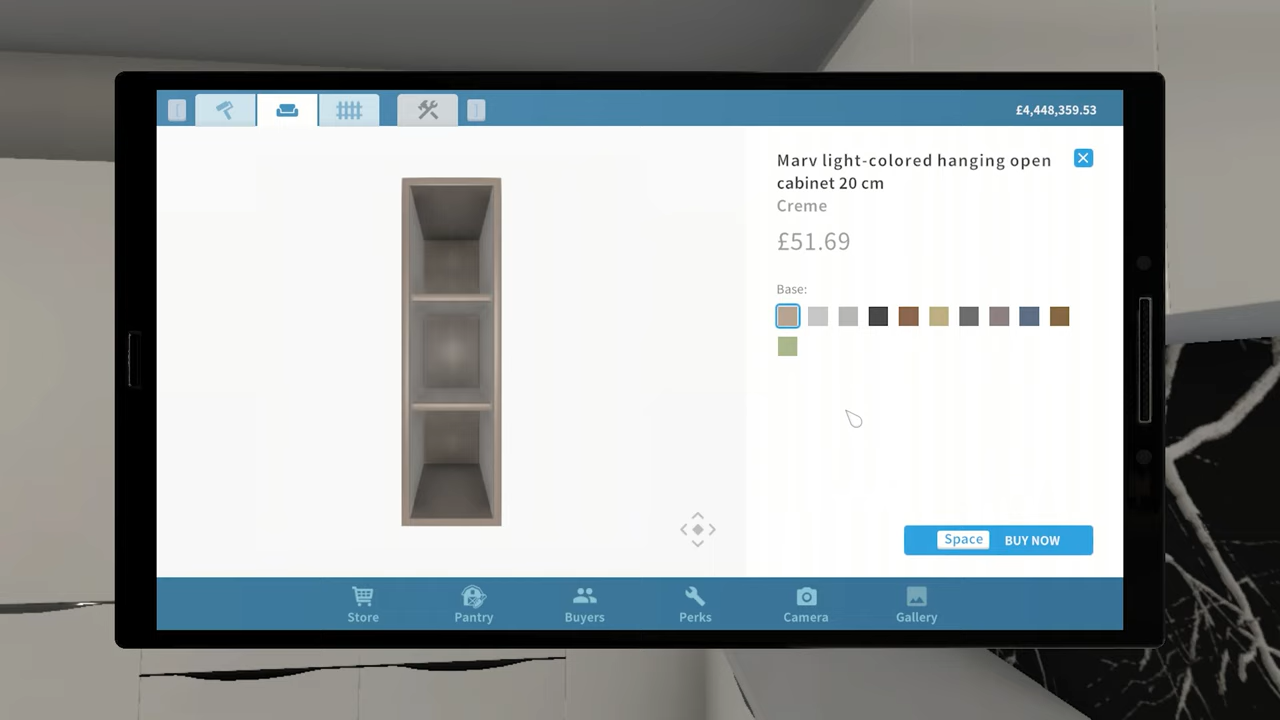 £4,448,359.53
Marv light-colored hanging open
cabinet 20 cm
Creme
£51.69
Base:
Space BUY NOW
Store Pantry Buyers Perks Camera Gallery